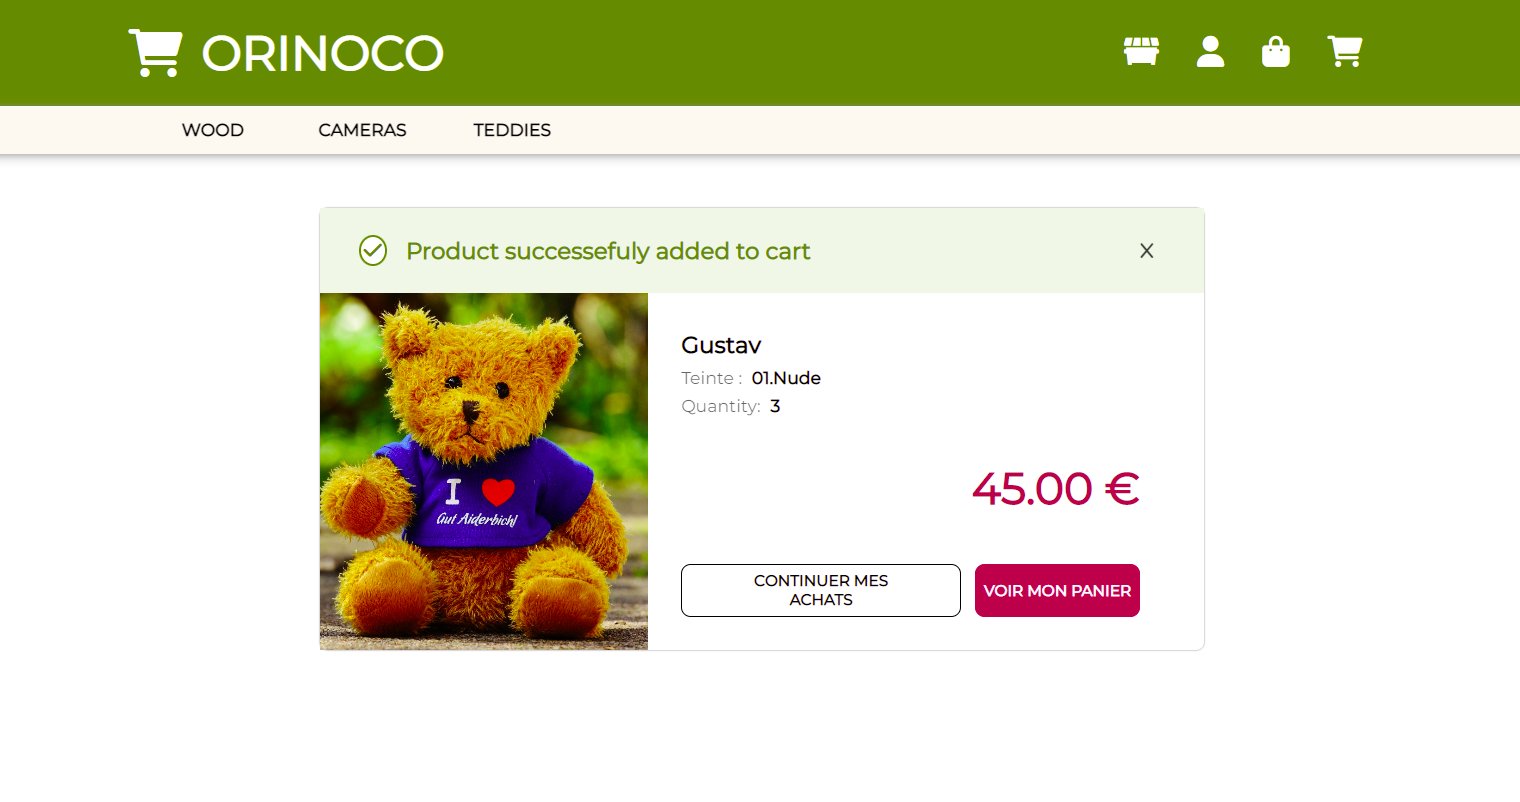 ORINOCO
WOOD CAMERAS TEDDIES
Product successefuly added to cart X
Gustav
Teinte : 01.Nude
Quantity: 3
I
Gut Aiderbichl
45.00 €
CONTINUER MES
ACHATS
VOIR MON PANIER